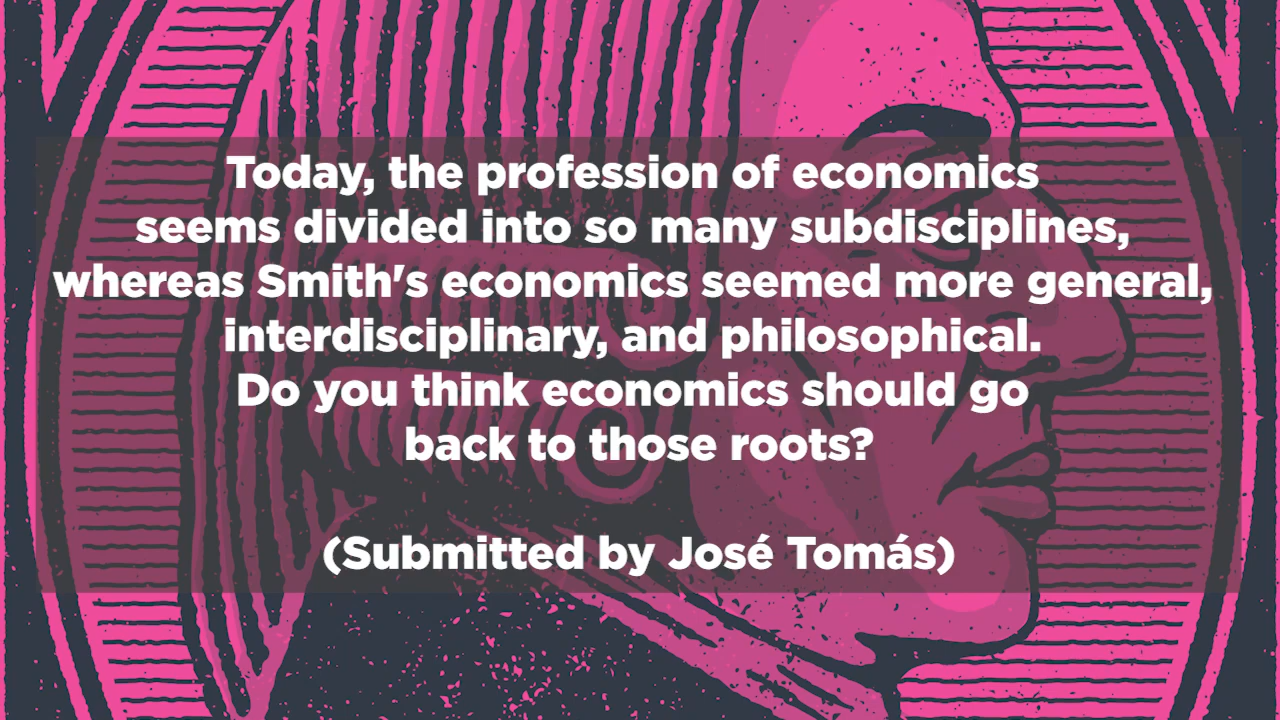 Today, the profession of economics
seems divided into so many subdisciplines,
whereas Smith's economics seemed more general,
interdisciplinary, and philosophical.
Do you think economics should go
back to those roots?
(Submitted by José Tomás)